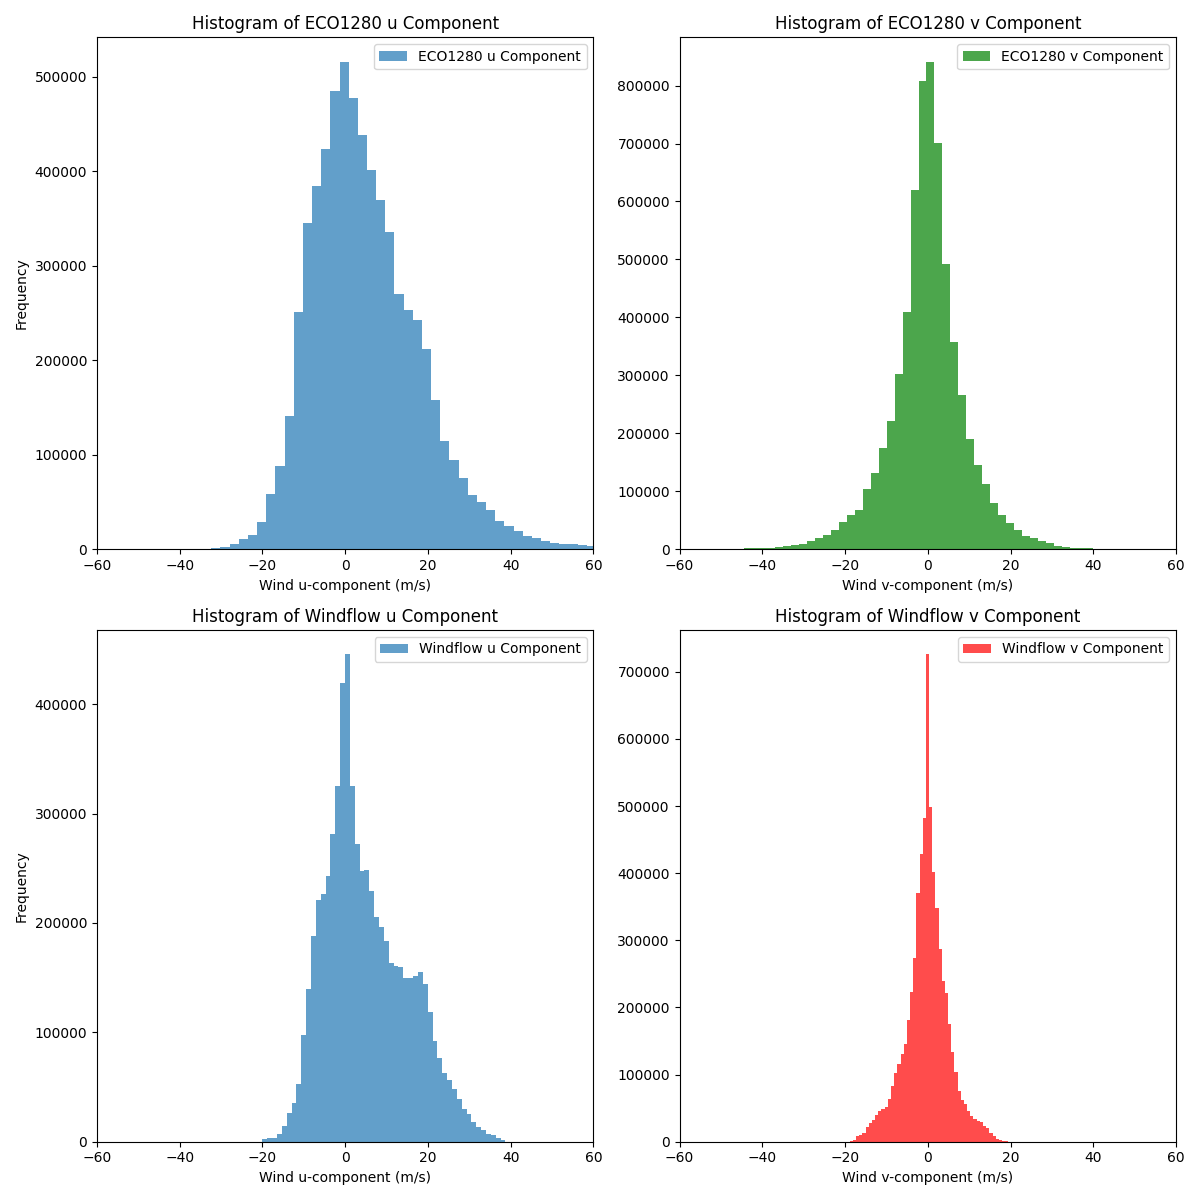 Histogram of ECO1280 u Component
ECO1280 u Component
Frequency
500000
400000
300000
200000
100000
0
−60 −40 −20 0 20 40 60
Wind u-component (m/s)
Histogram of ECO1280 v Component
ECO1280 v Component
800000
700000
600000
500000
400000
300000
200000
100000
0
−60 −40 −20 0 20 40 60
Wind v-component (m/s)
Histogram of Windflow u Component
Windflow u Component
Frequency
400000
300000
200000
100000
0
−60 −40 −20 0 20 40 60
Wind u-component (m/s)
Histogram of Windflow v Component
Windflow v Component
700000
600000
500000
400000
300000
200000
100000
0
−60 −40 −20 0 20 40 60
Wind v-component (m/s)